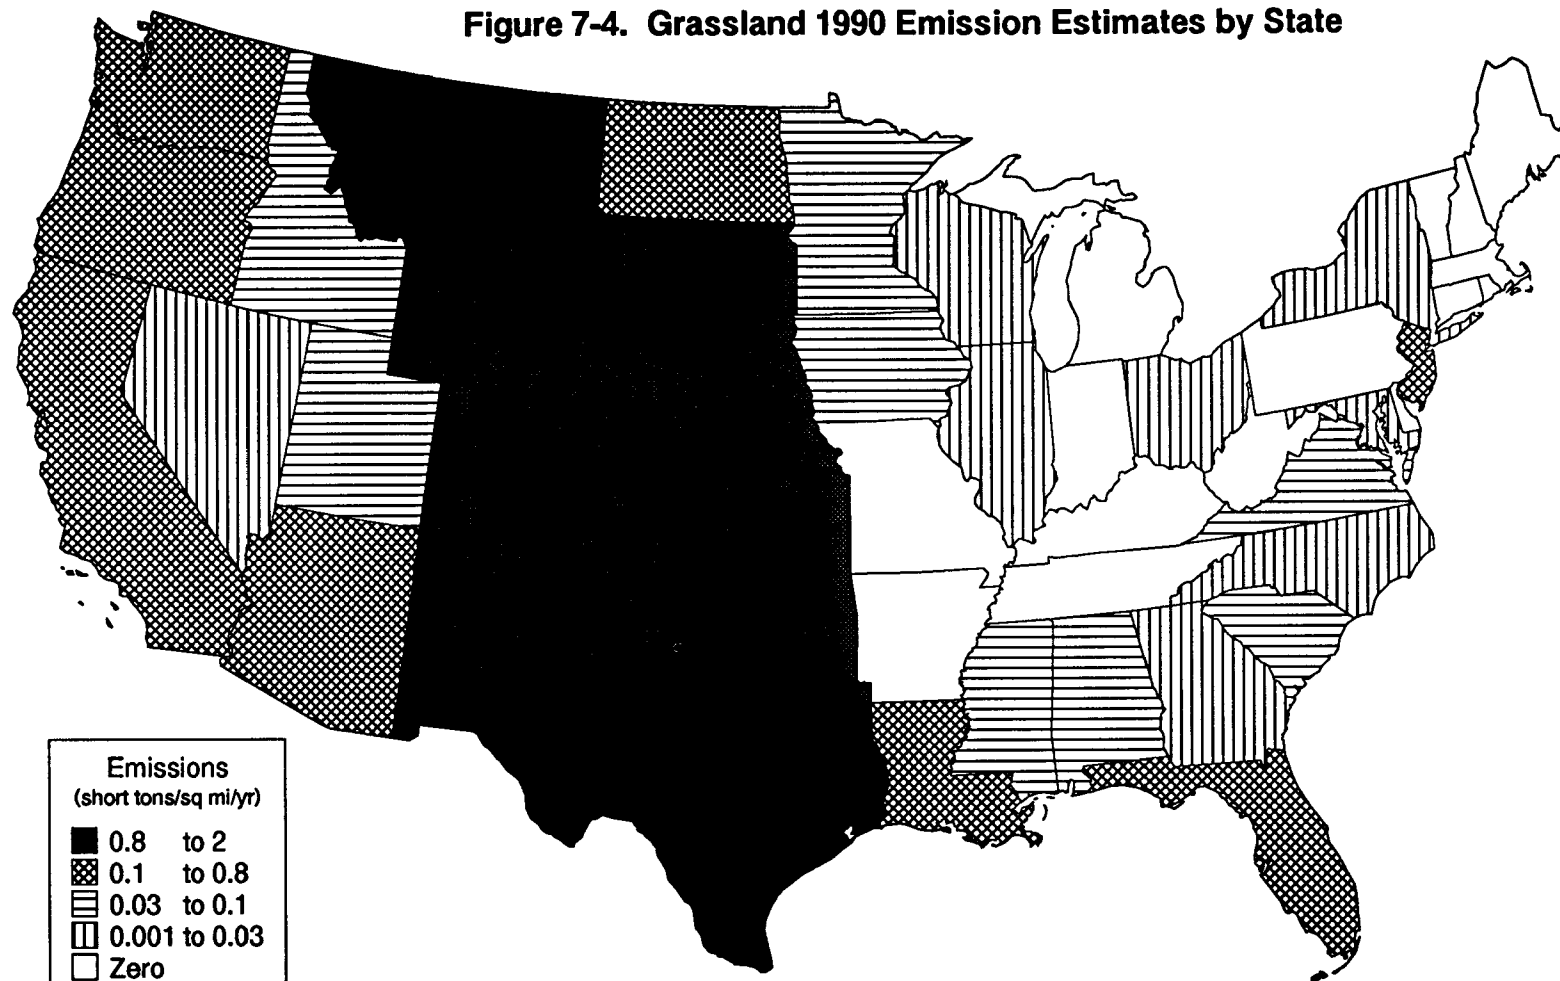 Figure 7-4. Grassland 1990 Emission Estimates by State
Emissions
(short tons/sq mi/yr)
0.8 to 2
0.1 to 0.8
0.03 to 0.1
0.001 to 0.03
Zero